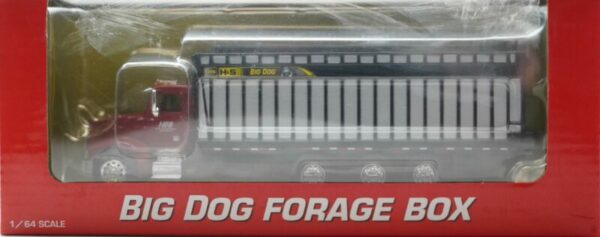 H&S BIG DOG
H&S
BIG DOG FORAGE BOX
1/64 SCALE